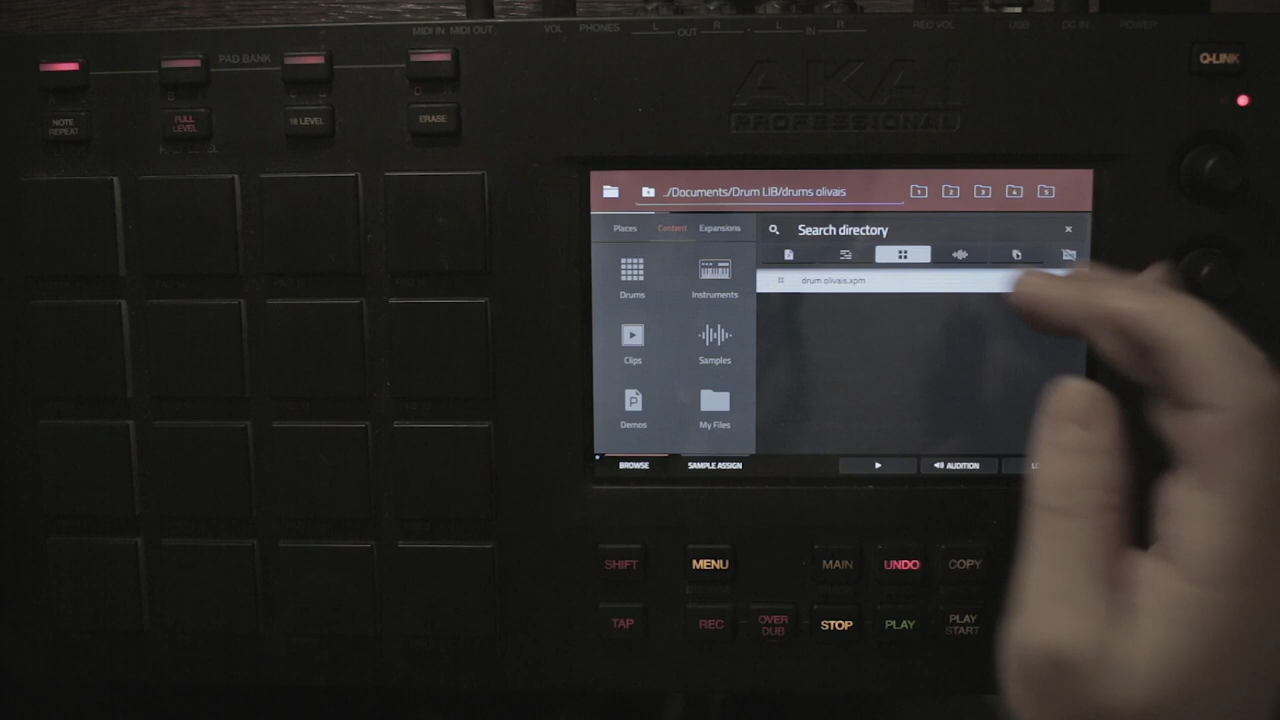 MIDI IN MIDI OUT
VOL PHONES L OUT R L IN R REC VOL USB DC IN POWER
PAD BANK
Q-LINK
AKAI
PROFESSIONAL
NOTE REPEAT
FULL LEVEL
16 LEVEL
ERASE
HALF LEVEL
../Documents/Drum LIB/drums olivais
1 2 3 4 5
Places Content Expansions
Search directory
drum olivais.xpm
Drums Instruments
Clips Samples
P
Demos My Files
BROWSE SAMPLE ASSIGN AUDITION
SHIFT MENU MAIN UNDO COPY
TAP REC OVER DUB STOP PLAY PLAY START